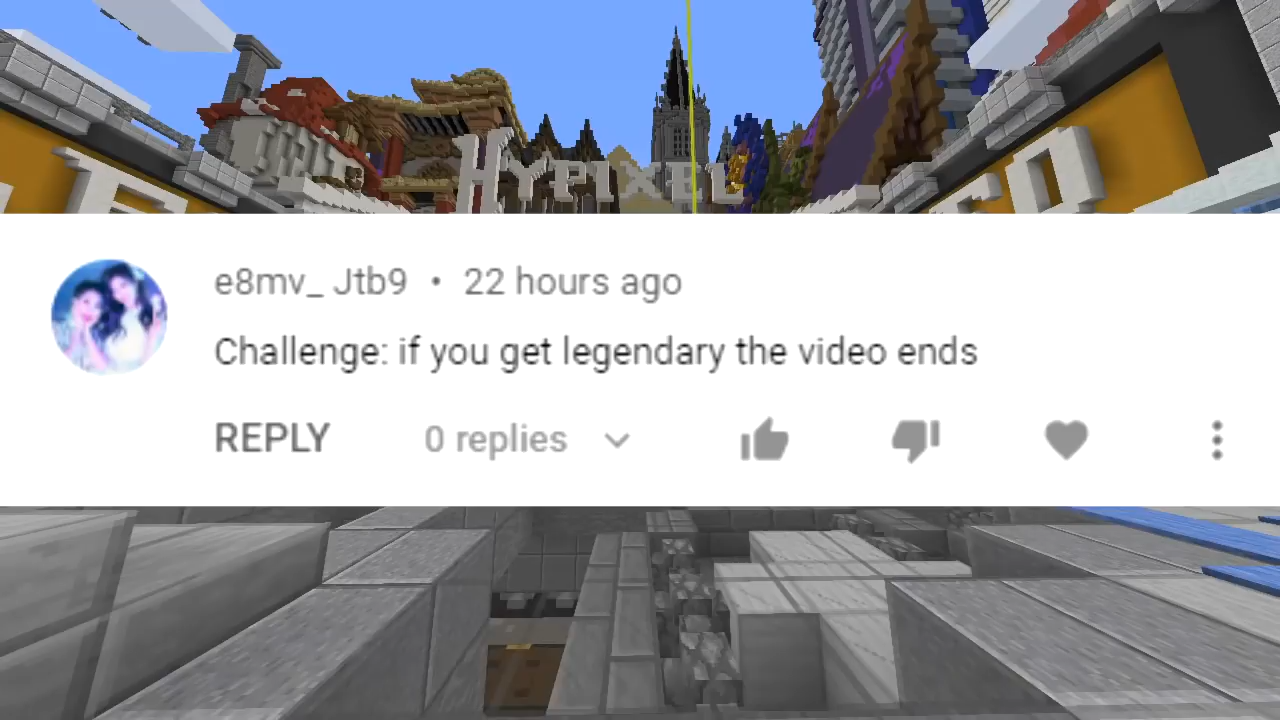 HYPIXEL
e8mv_ Jtb9 • 22 hours ago
Challenge: if you get legendary the video ends
REPLY 0 replies